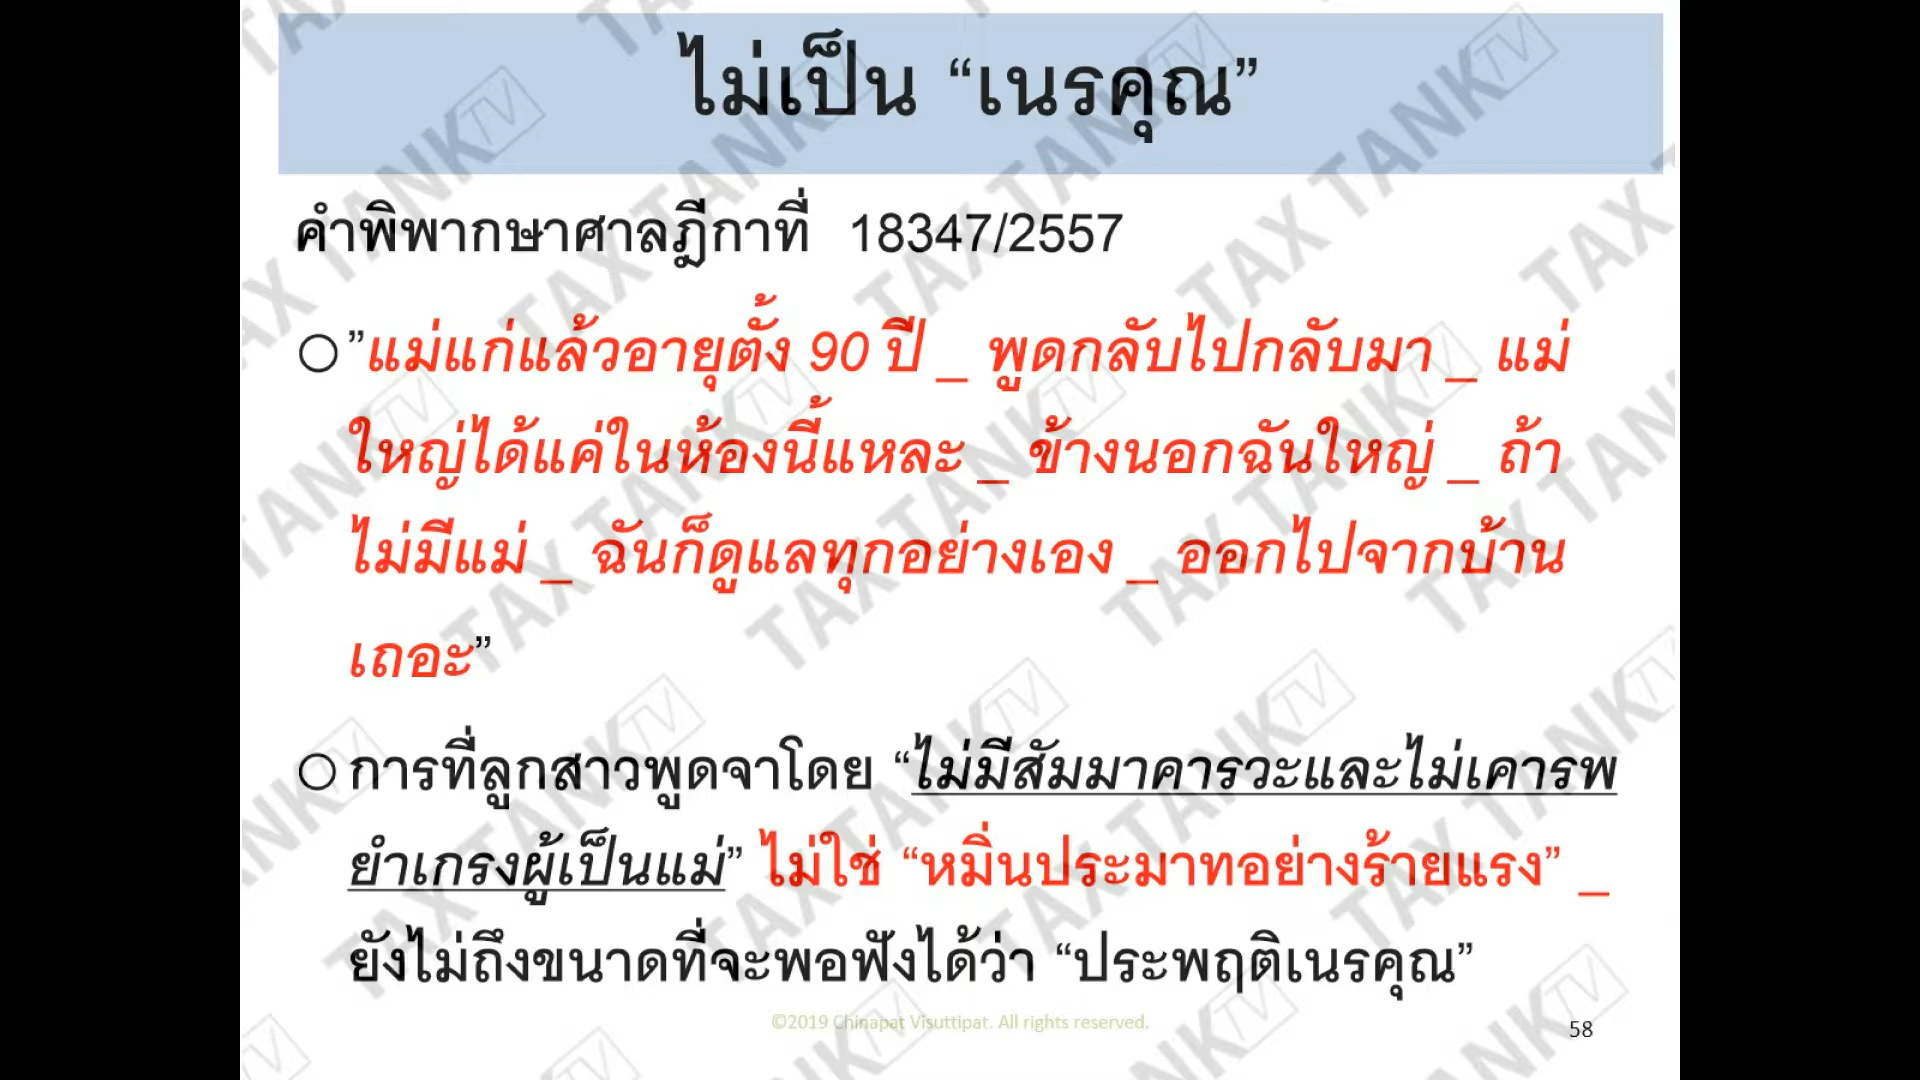 ไม่เป็น “เนรคุณ”
คำพิพากษาศาลฎีกาที่ 18347/2557
”แม่แก่แล้วอายุตั้ง 90 ปี _ พูดกลับไปกลับมา _ แม่
ใหญ่ได้แค่ในห้องนี้แหละ _ ข้างนอกฉันใหญ่ _ ถ้า
ไม่มีแม่ _ ฉันก็ดูแลทุกอย่างเอง _ ออกไปจากบ้าน
เถอะ”
การที่ลูกสาวพูดจาโดย “ไม่มีสัมมาคารวะและไม่เคารพ
ยำเกรงผู้เป็นแม่” ไม่ใช่ “หมิ่นประมาทอย่างร้ายแรง” _
ยังไม่ถึงขนาดที่จะพอฟังได้ว่า “ประพฤติเนรคุณ”
©2019 Chinapat Visuttipat. All rights reserved.
58
TAX TANK TV